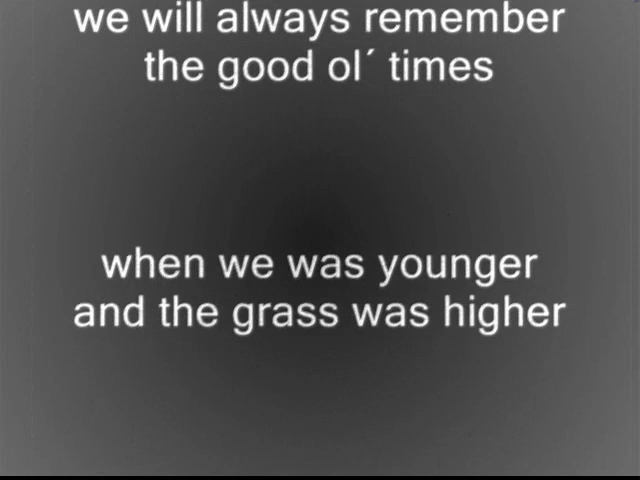 we will always remember
the good ol´ times
when we was younger
and the grass was higher